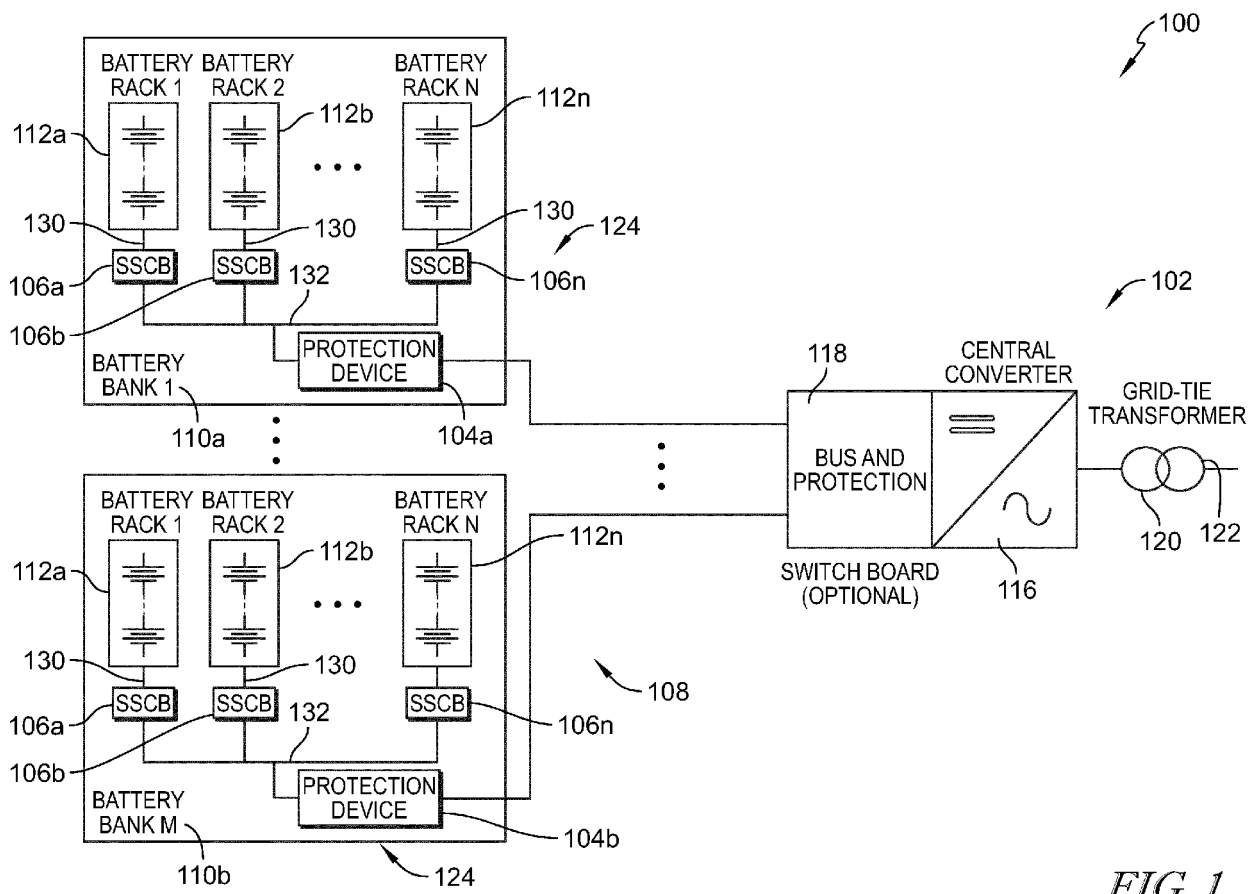 100
BATTERY BATTERY BATTERY
RACK 1 RACK 2 RACK N
112a
112b
112n
130
130
130
124
SSCB
SSCB
SSCB
106a
106b
106n
132
102
PROTECTION
DEVICE
BATTERY
BANK 1
110a
104a
118
CENTRAL
CONVERTER
GRID-TIE
TRANSFORMER
BUS AND
PROTECTION
120
122
SWITCH BOARD
(OPTIONAL)
116
BATTERY BATTERY BATTERY
RACK 1 RACK 2 RACK N
112a
112b
112n
130
130
108
SSCB
SSCB
SSCB
106a
106b
106n
132
PROTECTION
DEVICE
BATTERY
BANK M
110b
104b
124
FIG. 1